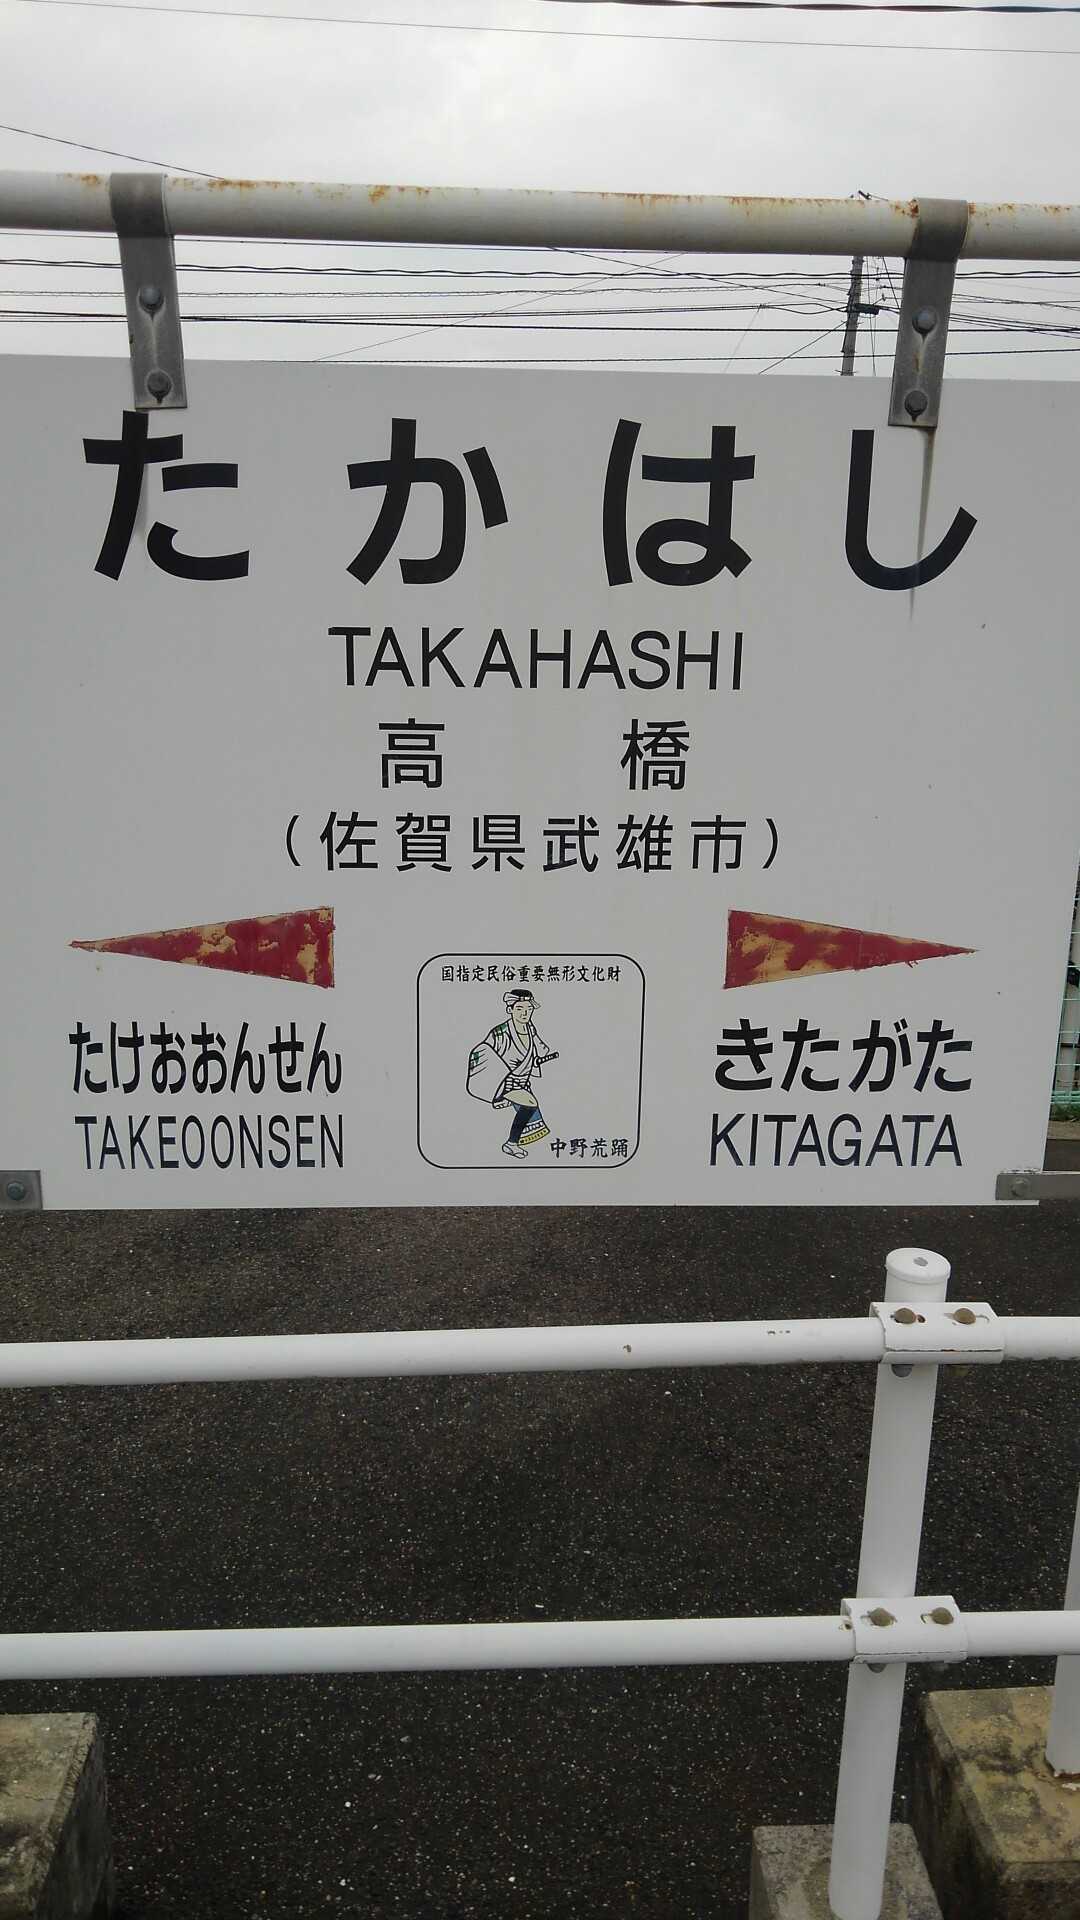 たかはし
TAKAHASHI
高橋
（佐賀県武雄市）
国指定民俗重要無形文化財
中野荒踊
たけおおんせん
TAKEOONSEN
きたがた
KITAGATA